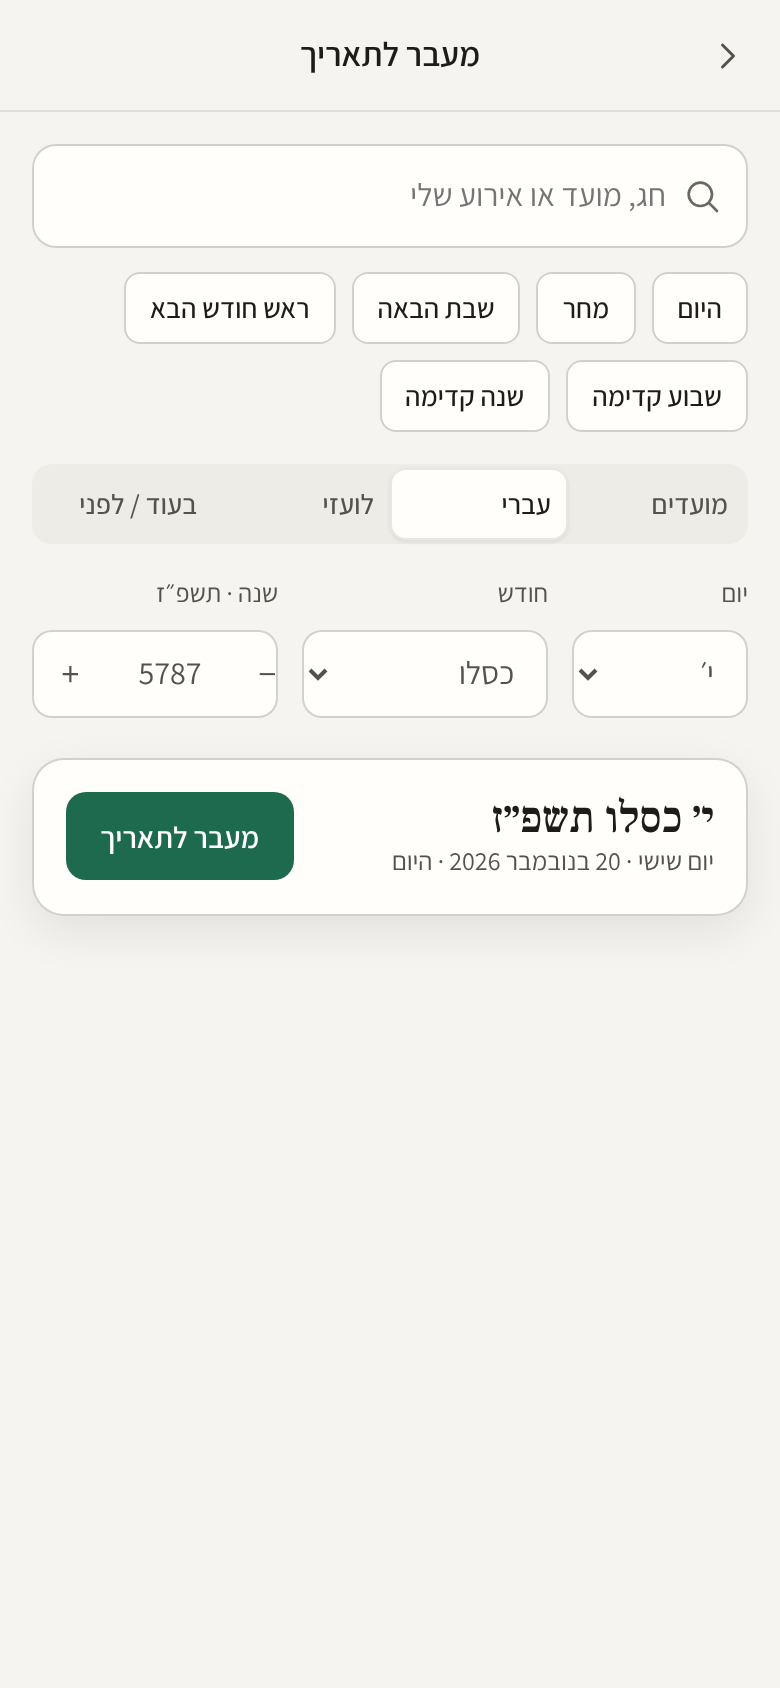 מעבר לתאריך
חג, מועד או אירוע שלי
היום מחר שבת הבאה ראש חודש הבא
שבוע קדימה שנה קדימה
מועדים עברי לועזי בעוד / לפני
יום חודש שנה · תשפ״ז
י׳ כסלו − 5787 +
י׳ כסלו תשפ״ז
יום שישי · 20 בנובמבר 2026 · היום
מעבר לתאריך